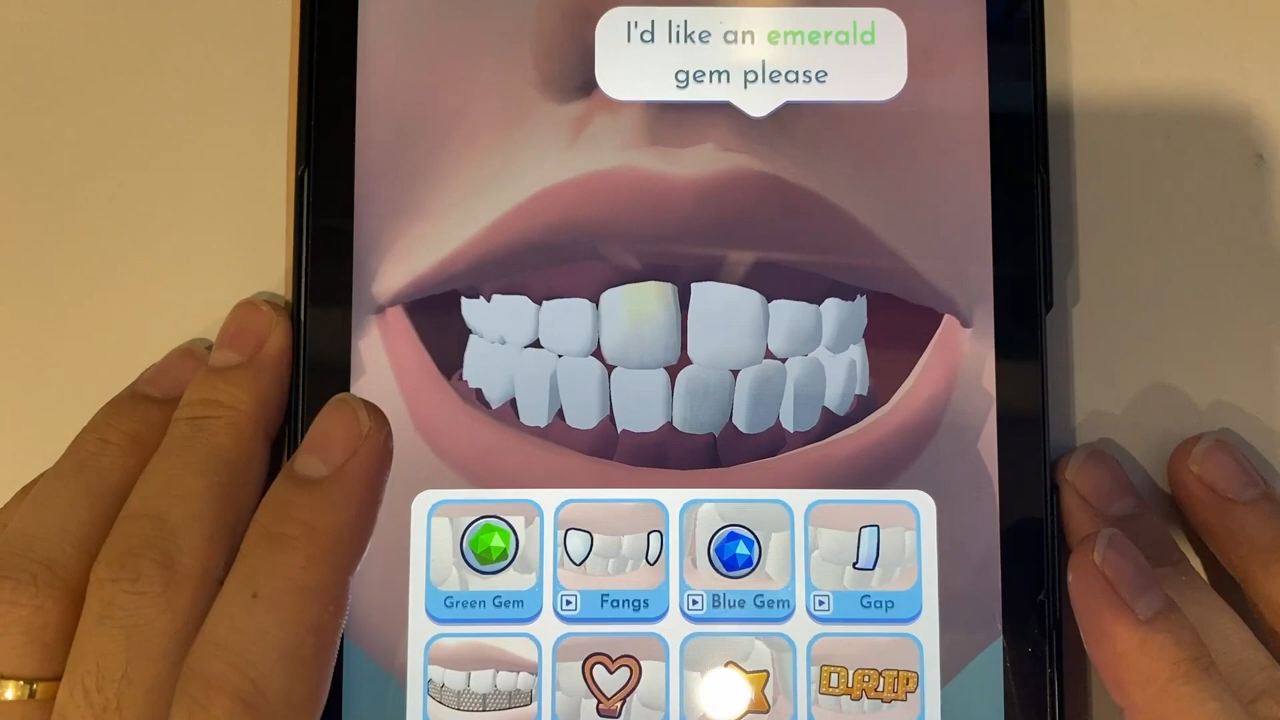 I'd like an emerald
gem please
Green Gem
Fangs
Blue Gem
Gap
DRIP